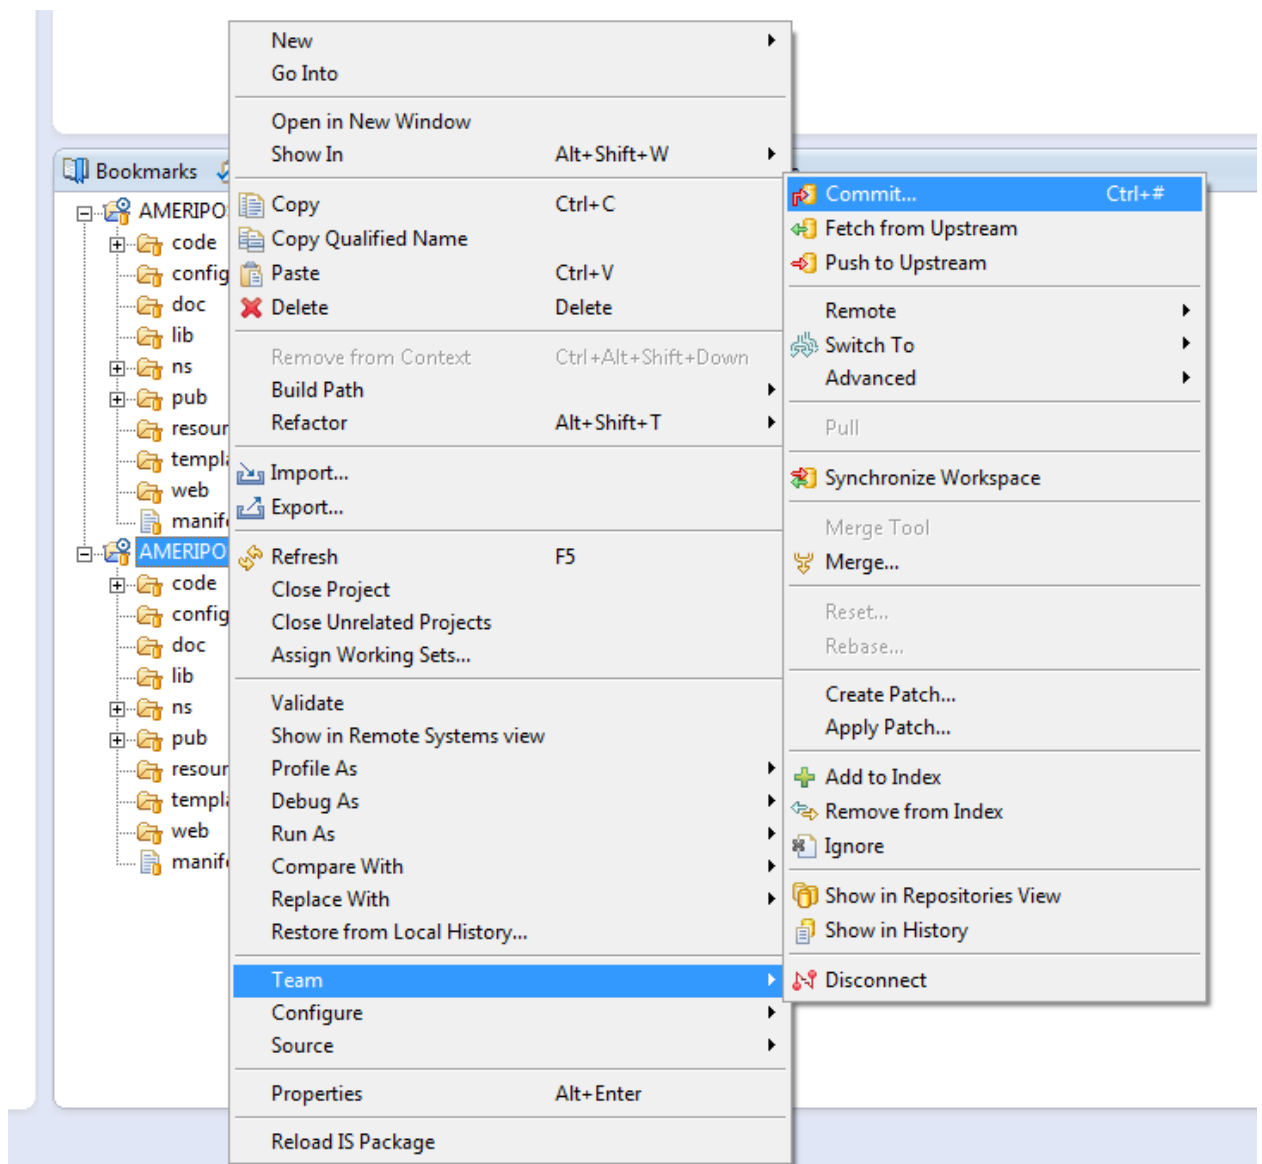 Bookmarks
AMERIPO
code
config
doc
lib
ns
pub
resour
templa
web
manife
AMERIPO
code
config
doc
lib
ns
pub
resour
templa
web
manife
New
Go Into
Open in New Window
Show In Alt+Shift+W
Copy Ctrl+C
Copy Qualified Name
Paste Ctrl+V
Delete Delete
Remove from Context Ctrl+Alt+Shift+Down
Build Path
Refactor Alt+Shift+T
Import...
Export...
Refresh F5
Close Project
Close Unrelated Projects
Assign Working Sets...
Validate
Show in Remote Systems view
Profile As
Debug As
Run As
Compare With
Replace With
Restore from Local History...
Team
Configure
Source
Properties Alt+Enter
Reload IS Package
Commit... Ctrl+#
Fetch from Upstream
Push to Upstream
Remote
Switch To
Advanced
Pull
Synchronize Workspace
Merge Tool
Merge...
Reset...
Rebase...
Create Patch...
Apply Patch...
Add to Index
Remove from Index
Ignore
Show in Repositories View
Show in History
Disconnect